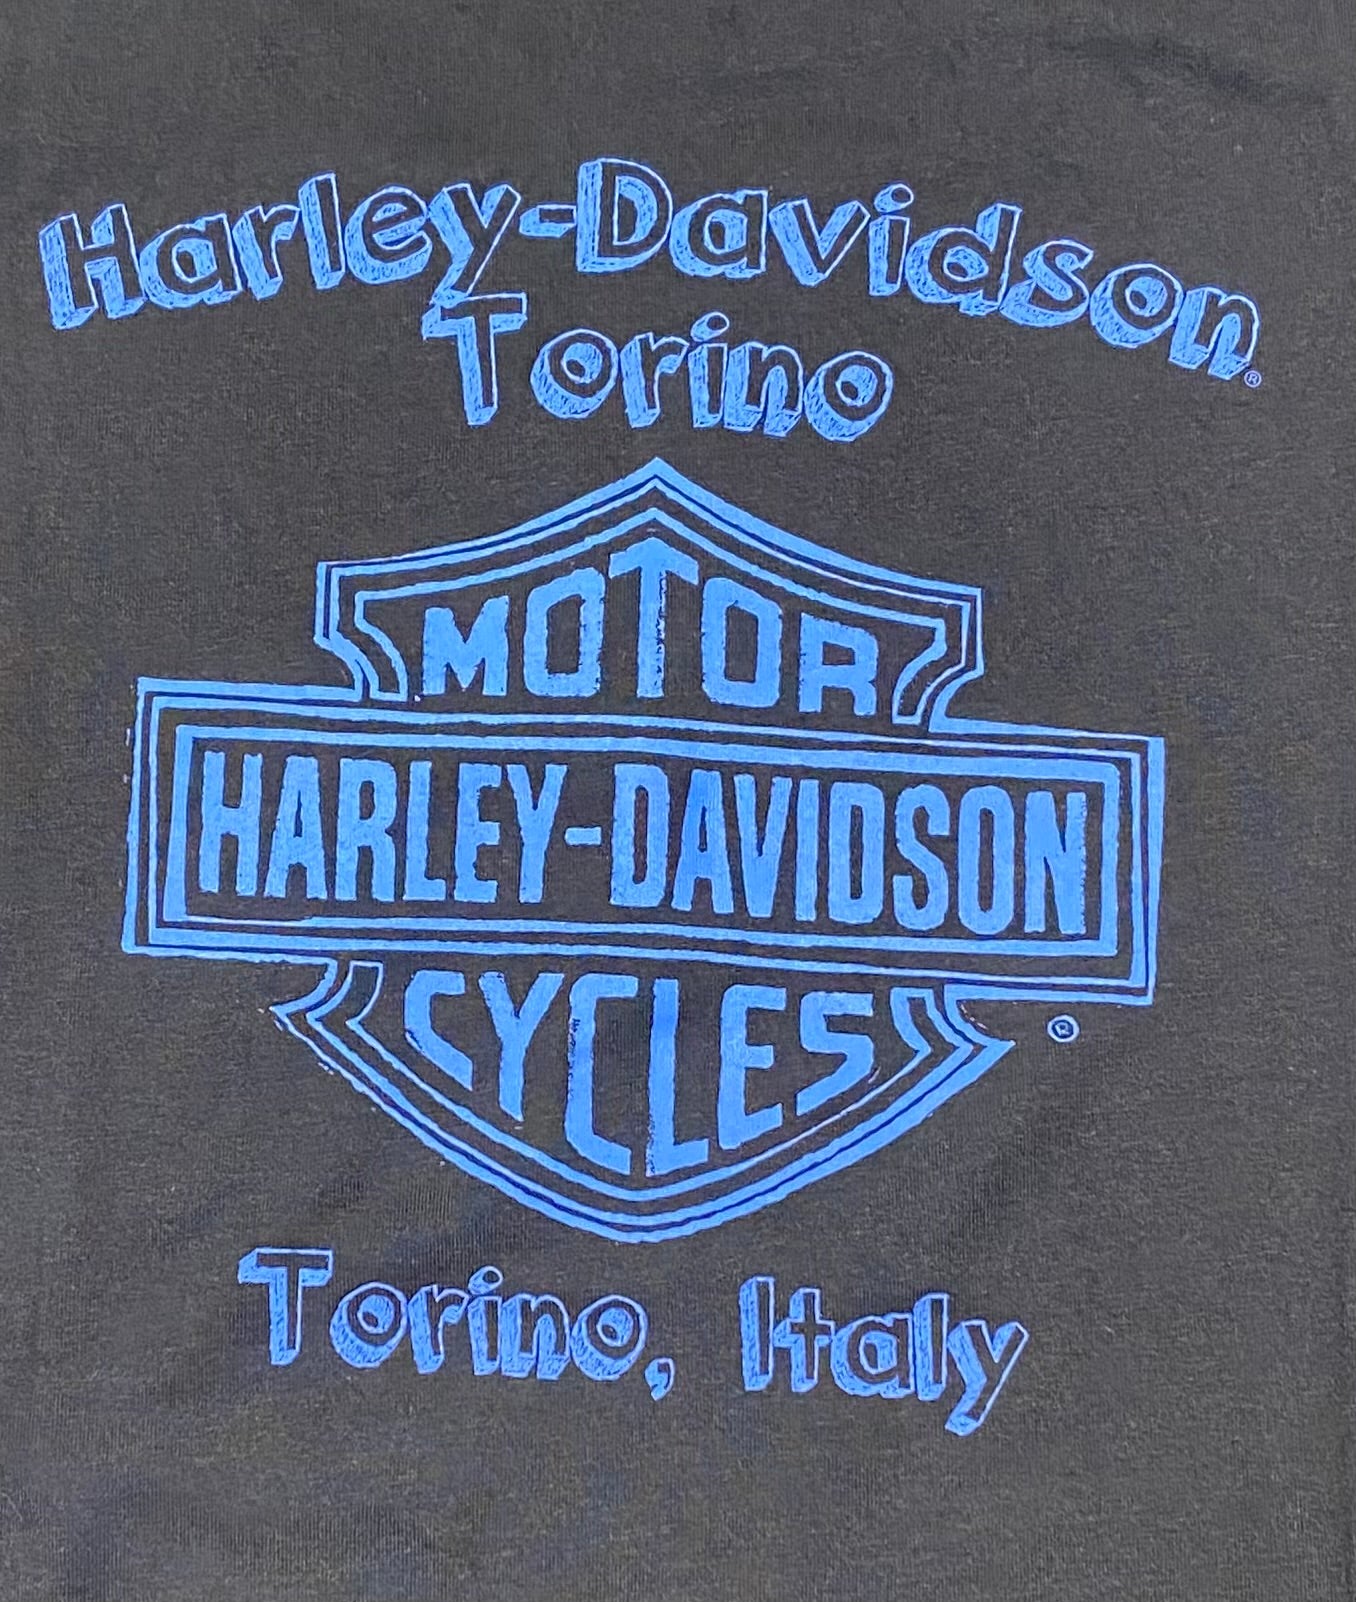 Harley-Davidson®
Torino
MOTOR
HARLEY-DAVIDSON
CYCLES
®
Torino, Italy